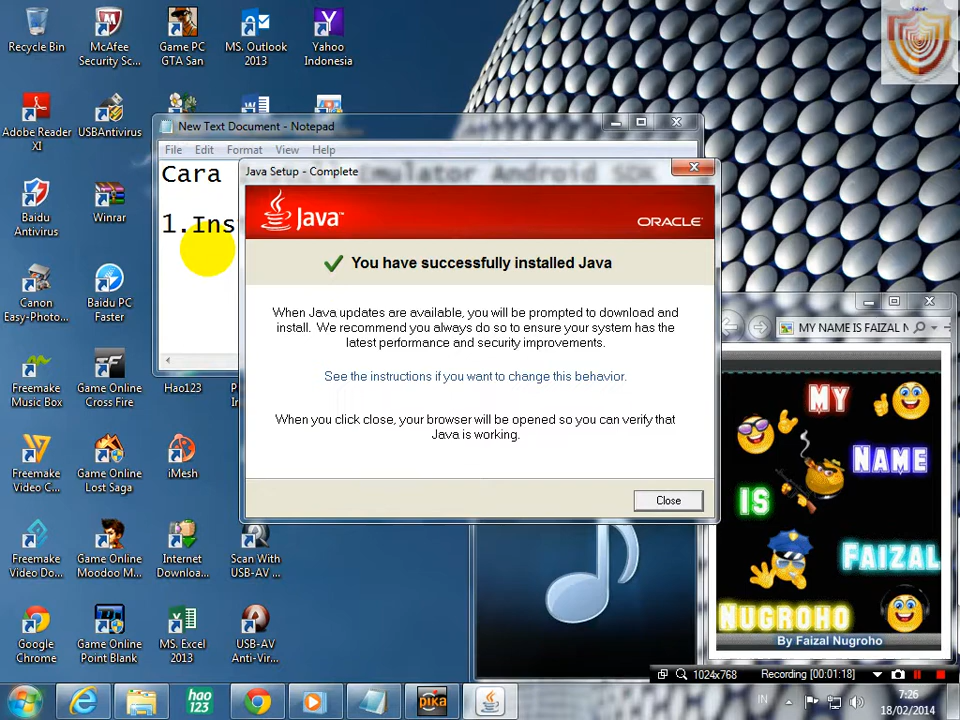 Recycle Bin
McAfee
Security Sc...
Game PC
GTA San
MS. Outlook
2013
Yahoo
Indonesia
Adobe Reader
XI
USBAntivirus
Baidu
Antivirus
Winrar
Canon
Easy-Photo...
Baidu PC
Faster
Freemake
Music Box
Game Online
Cross Fire
Hao123
Freemake
Video C...
Game Online
Lost Saga
iMesh
Freemake
Video Do...
Game Online
Moodoo M...
Internet
Downloa...
Scan With
USB-AV ...
Google
Chrome
Game Online
Point Blank
MS. Excel
2013
USB-AV
Anti-Vir...
New Text Document - Notepad
File Edit Format View Help
Cara Emulator Android SDK
1.Ins
Java Setup - Complete
Java™
ORACLE
You have successfully installed Java
When Java updates are available, you will be prompted to download and
install. We recommend you always do so to ensure your system has the
latest performance and security improvements.
See the instructions if you want to change this behavior.
When you click close, your browser will be opened so you can verify that
Java is working.
Close
MY NAME IS FAIZAL N
MY
NAME
IS
FAIZAL
NUGROHO
By Faizal Nugroho
1024x768 Recording [00:01:18]
hao
123
pika
IN
7:26
18/02/2014